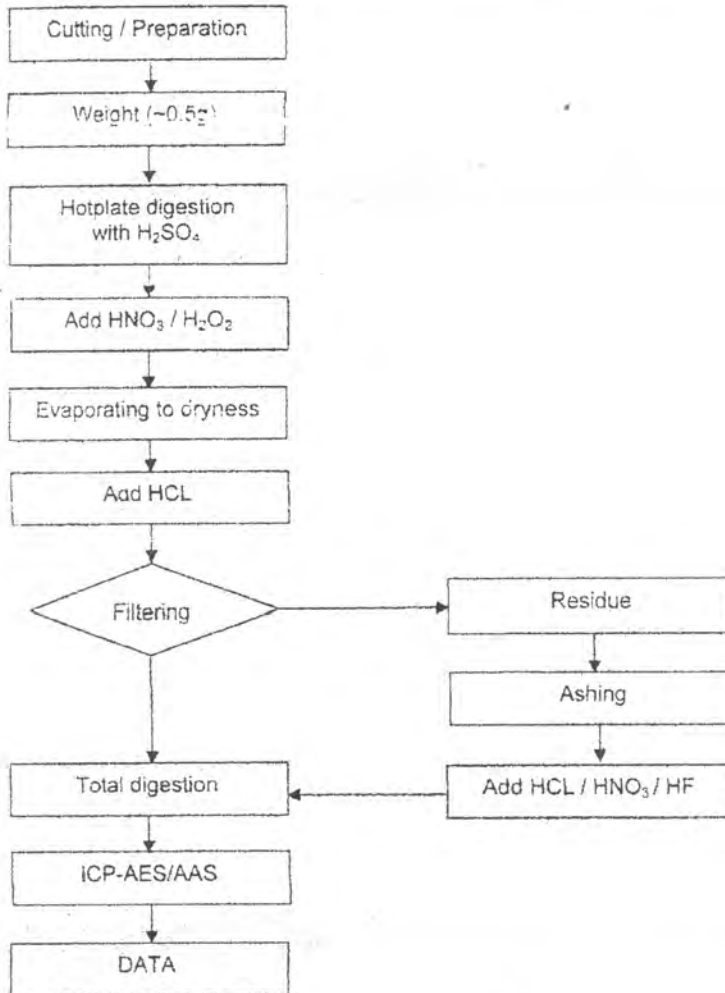 Cutting / Preparation
Weight (~0.5g)
Hotplate digestion
with H₂SO₄
Add HNO₃ / H₂O₂
Evaporating to dryness
Add HCL
Filtering
Residue
Ashing
Add HCL / HNO₃ / HF
Total digestion
ICP-AES/AAS
DATA